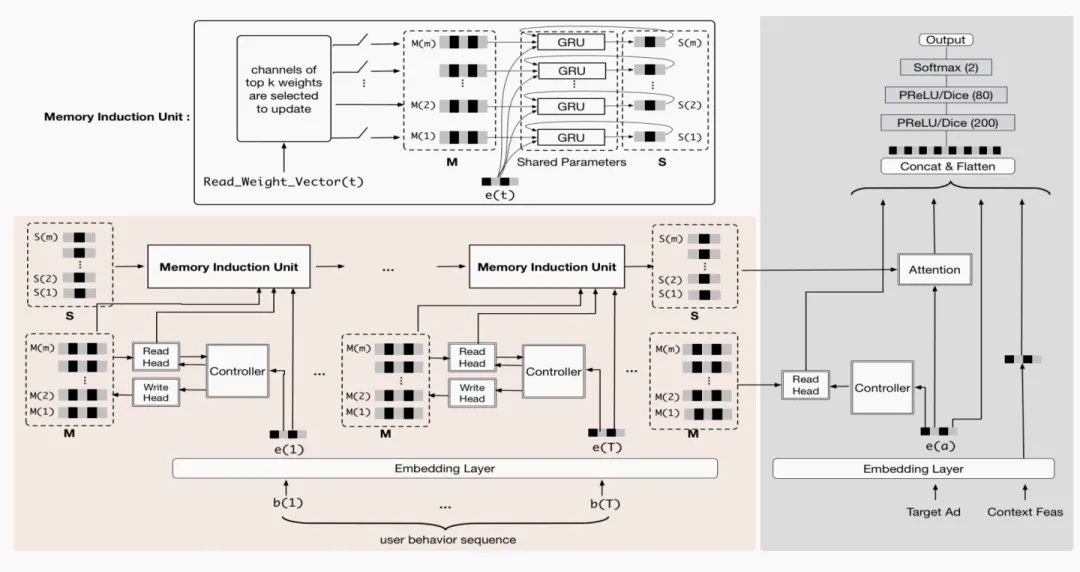 Memory Induction Unit :
channels of
top k weights
are selected
to update
Read_Weight_Vector(t)
M(m)
⋮
M(2)
M(1)
M
GRU
GRU
⋮
GRU
GRU
Shared Parameters
e(t)
S(m)
⋮
S(2)
S(1)
S
S(m)
⋮
S(2)
S(1)
S
Memory Induction Unit
...
Memory Induction Unit
S(m)
⋮
S(2)
S(1)
S
M(m)
⋮
M(2)
M(1)
M
Read
Head
Write
Head
Controller
...
M(m)
⋮
M(2)
M(1)
M
Read
Head
Write
Head
Controller
...
M(m)
⋮
M(2)
M(1)
M
e(1)
e(T)
Embedding Layer
b(1)
...
b(T)
user behavior sequence
Output
Softmax (2)
PReLU/Dice (80)
PReLU/Dice (200)
Concat & Flatten
Attention
Read
Head
Controller
e(a)
Embedding Layer
Target Ad
Context Feas